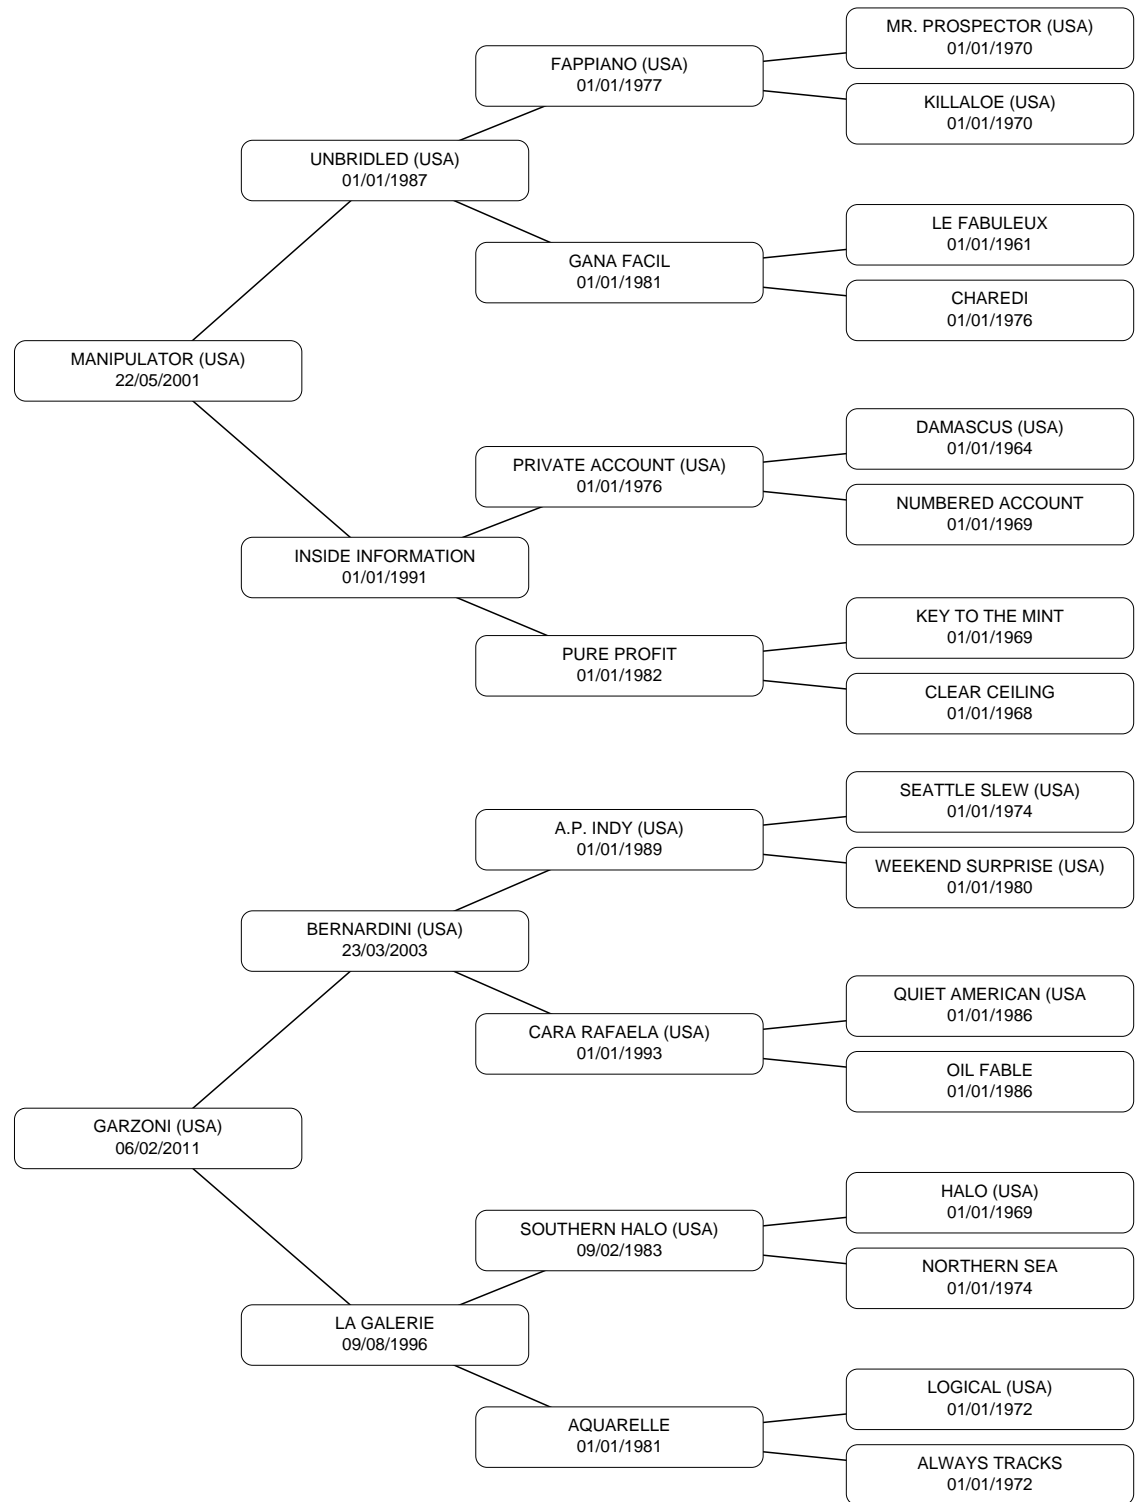 MR. PROSPECTOR (USA)
01/01/1970
FAPPIANO (USA)
01/01/1977
KILLALOE (USA)
01/01/1970
UNBRIDLED (USA)
01/01/1987
LE FABULEUX
01/01/1961
GANA FACIL
01/01/1981
CHAREDI
01/01/1976
MANIPULATOR (USA)
22/05/2001
DAMASCUS (USA)
01/01/1964
PRIVATE ACCOUNT (USA)
01/01/1976
NUMBERED ACCOUNT
01/01/1969
INSIDE INFORMATION
01/01/1991
KEY TO THE MINT
01/01/1969
PURE PROFIT
01/01/1982
CLEAR CEILING
01/01/1968
SEATTLE SLEW (USA)
01/01/1974
A.P. INDY (USA)
01/01/1989
WEEKEND SURPRISE (USA)
01/01/1980
BERNARDINI (USA)
23/03/2003
QUIET AMERICAN (USA
01/01/1986
CARA RAFAELA (USA)
01/01/1993
OIL FABLE
01/01/1986
GARZONI (USA)
06/02/2011
HALO (USA)
01/01/1969
SOUTHERN HALO (USA)
09/02/1983
NORTHERN SEA
01/01/1974
LA GALERIE
09/08/1996
LOGICAL (USA)
01/01/1972
AQUARELLE
01/01/1981
ALWAYS TRACKS
01/01/1972